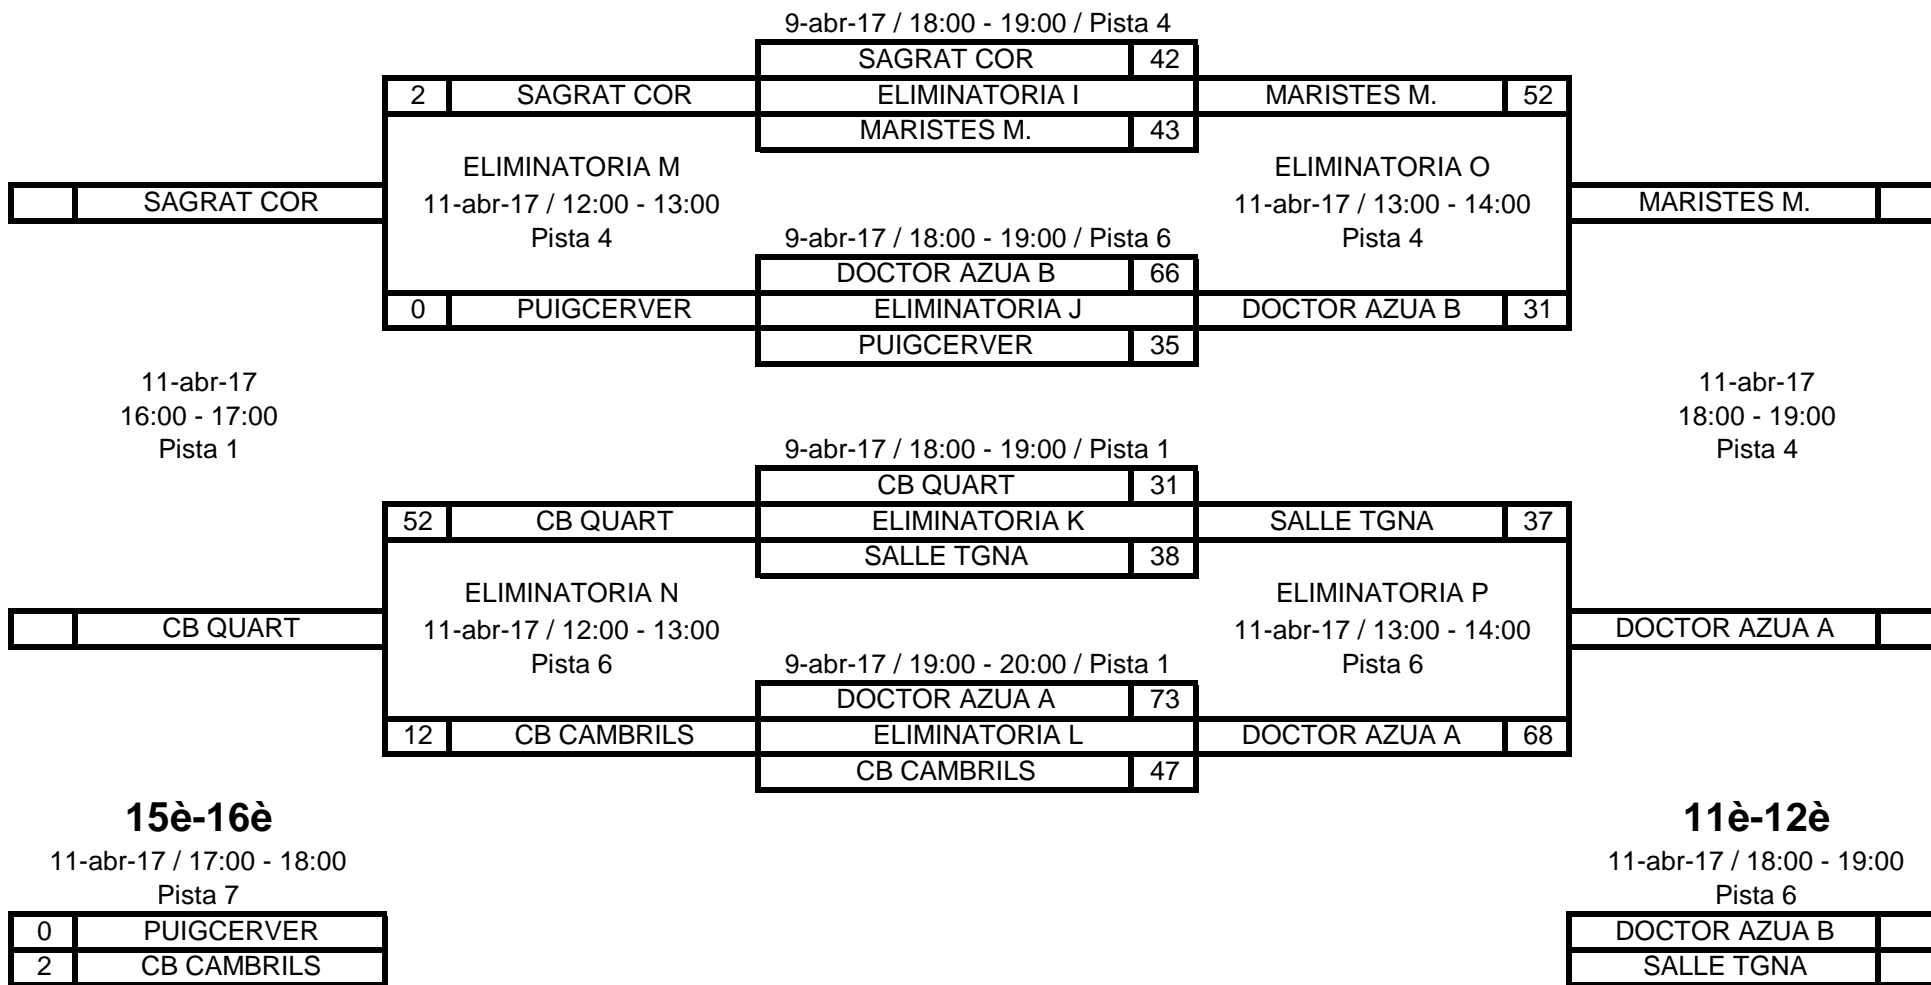 9-abr-17 / 18:00 - 19:00 / Pista 4
SAGRAT COR 42
2 SAGRAT COR ELIMINATORIA I MARISTES M. 52
MARISTES M. 43
ELIMINATORIA M ELIMINATORIA O
SAGRAT COR 11-abr-17 / 12:00 - 13:00 11-abr-17 / 13:00 - 14:00 MARISTES M.
Pista 4 9-abr-17 / 18:00 - 19:00 / Pista 6 Pista 4
DOCTOR AZUA B 66
0 PUIGCERVER ELIMINATORIA J DOCTOR AZUA B 31
PUIGCERVER 35
11-abr-17 11-abr-17
16:00 - 17:00 18:00 - 19:00
Pista 1 9-abr-17 / 18:00 - 19:00 / Pista 1 Pista 4
CB QUART 31
52 CB QUART ELIMINATORIA K SALLE TGNA 37
SALLE TGNA 38
ELIMINATORIA N ELIMINATORIA P
CB QUART 11-abr-17 / 12:00 - 13:00 11-abr-17 / 13:00 - 14:00 DOCTOR AZUA A
Pista 6 9-abr-17 / 19:00 - 20:00 / Pista 1 Pista 6
DOCTOR AZUA A 73
12 CB CAMBRILS ELIMINATORIA L DOCTOR AZUA A 68
CB CAMBRILS 47
15è-16è 11è-12è
11-abr-17 / 17:00 - 18:00 11-abr-17 / 18:00 - 19:00
Pista 7 Pista 6
0 PUIGCERVER DOCTOR AZUA B
2 CB CAMBRILS SALLE TGNA